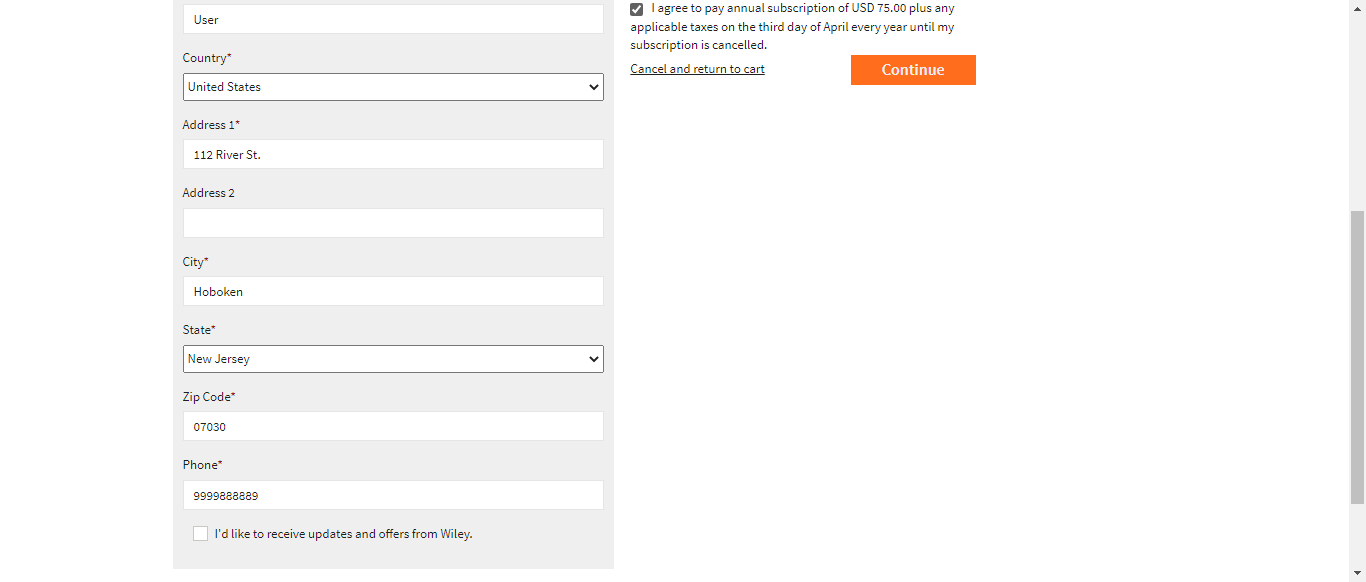 User
Country*
United States
Address 1*
112 River St.
Address 2
City*
Hoboken
State*
New Jersey
Zip Code*
07030
Phone*
9999888889
I'd like to receive updates and offers from Wiley.
I agree to pay annual subscription of USD 75.00 plus any
applicable taxes on the third day of April every year until my
subscription is cancelled.
Cancel and return to cart
Continue